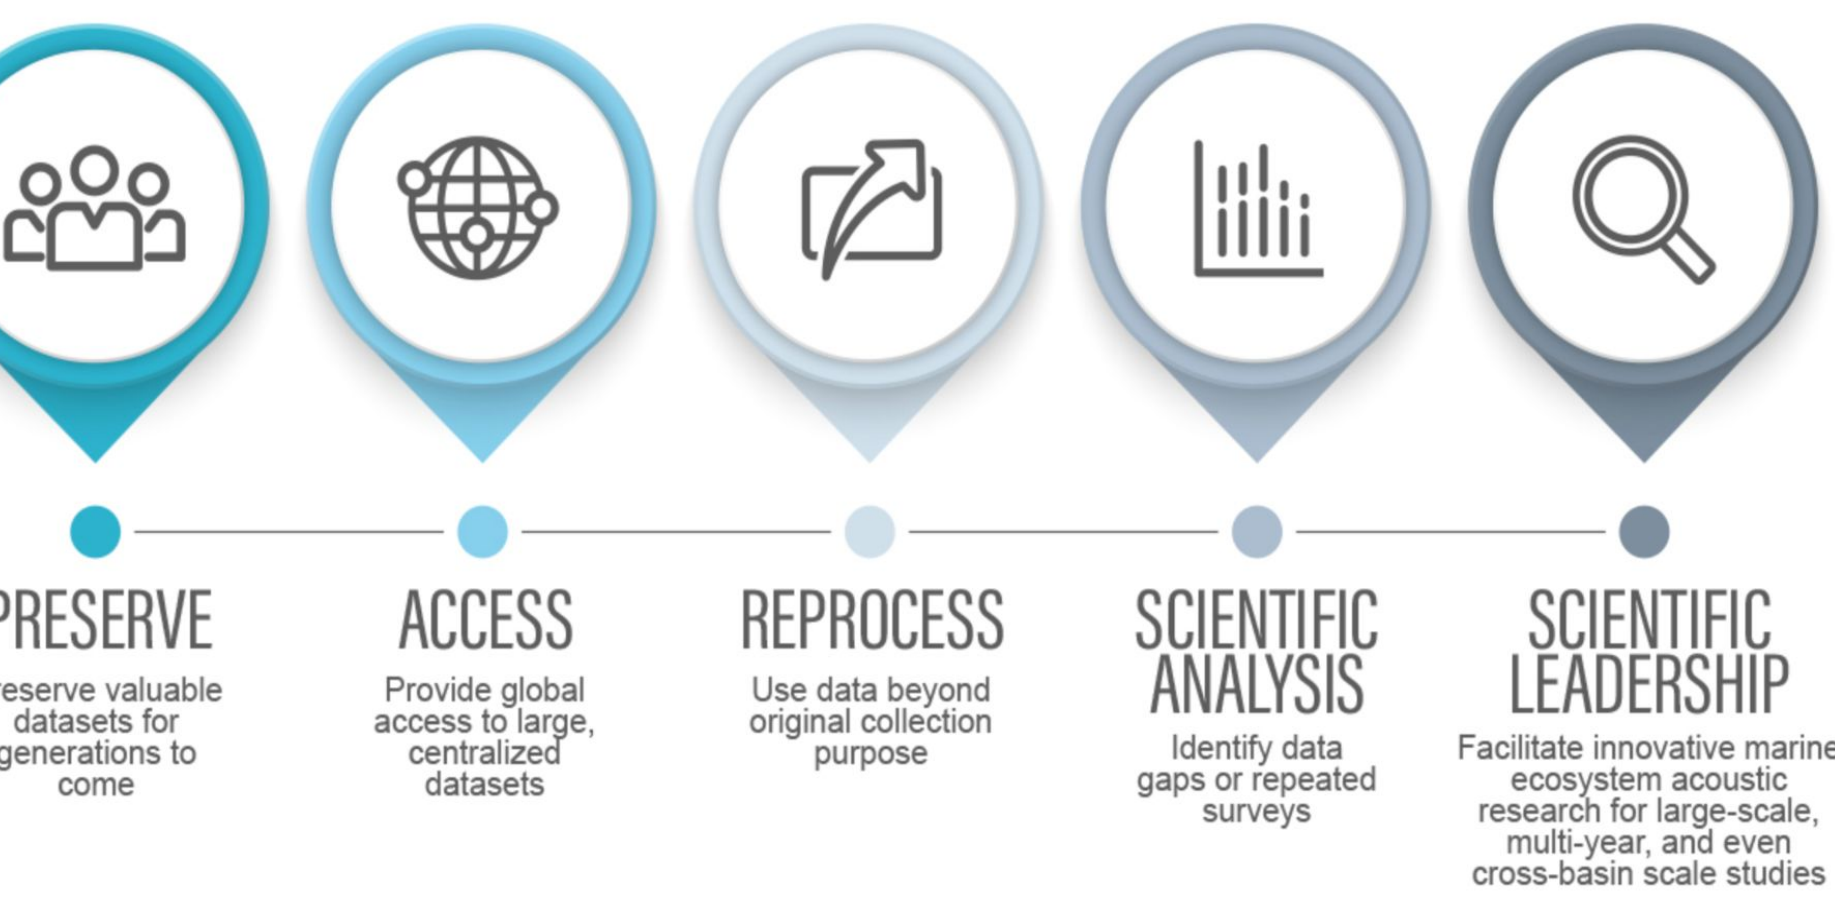 PRESERVE
reserve valuable
datasets for
generations to
come
ACCESS
Provide global
access to large,
centralized
datasets
REPROCESS
Use data beyond
original collection
purpose
SCIENTIFIC
ANALYSIS
Identify data
gaps or repeated
surveys
SCIENTIFIC
LEADERSHIP
Facilitate innovative marine
ecosystem acoustic
research for large-scale,
multi-year, and even
cross-basin scale studies